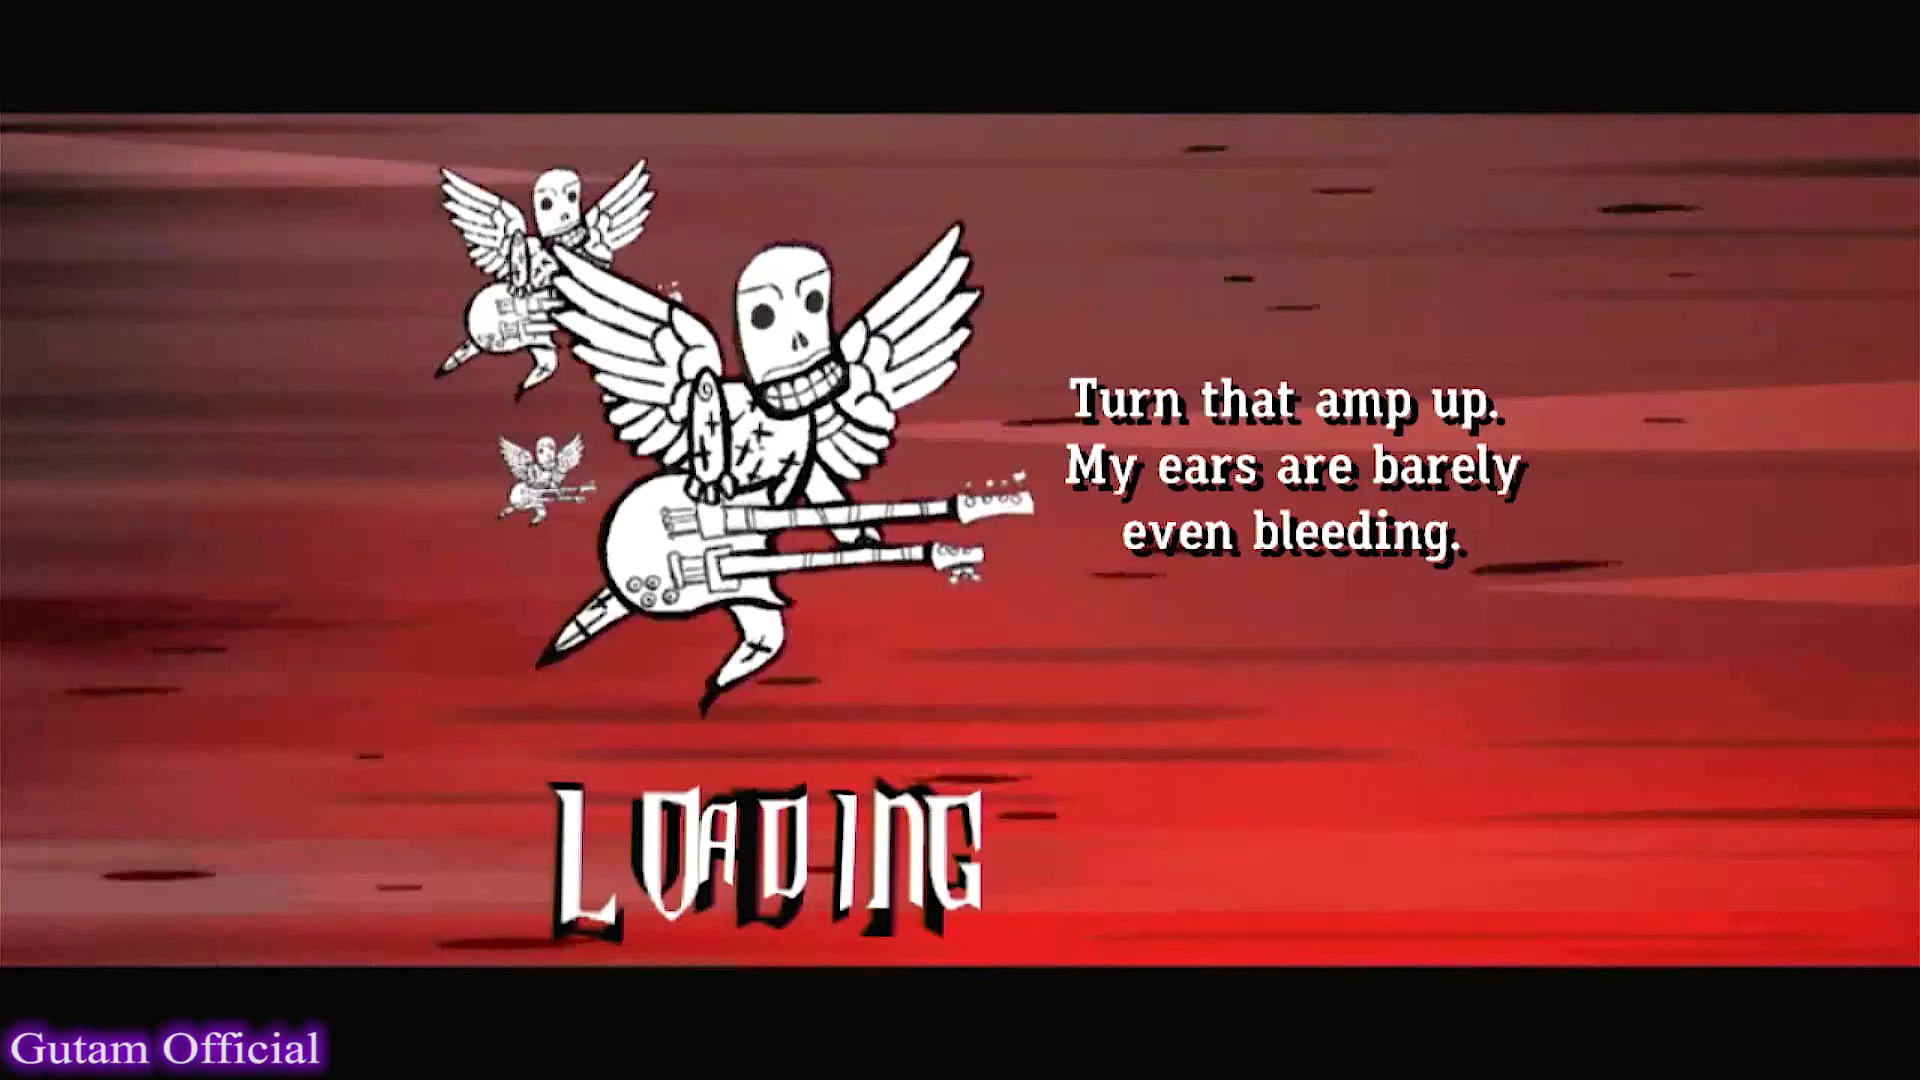 Turn that amp up.
My ears are barely
even bleeding.
LOADING
Gutam Official